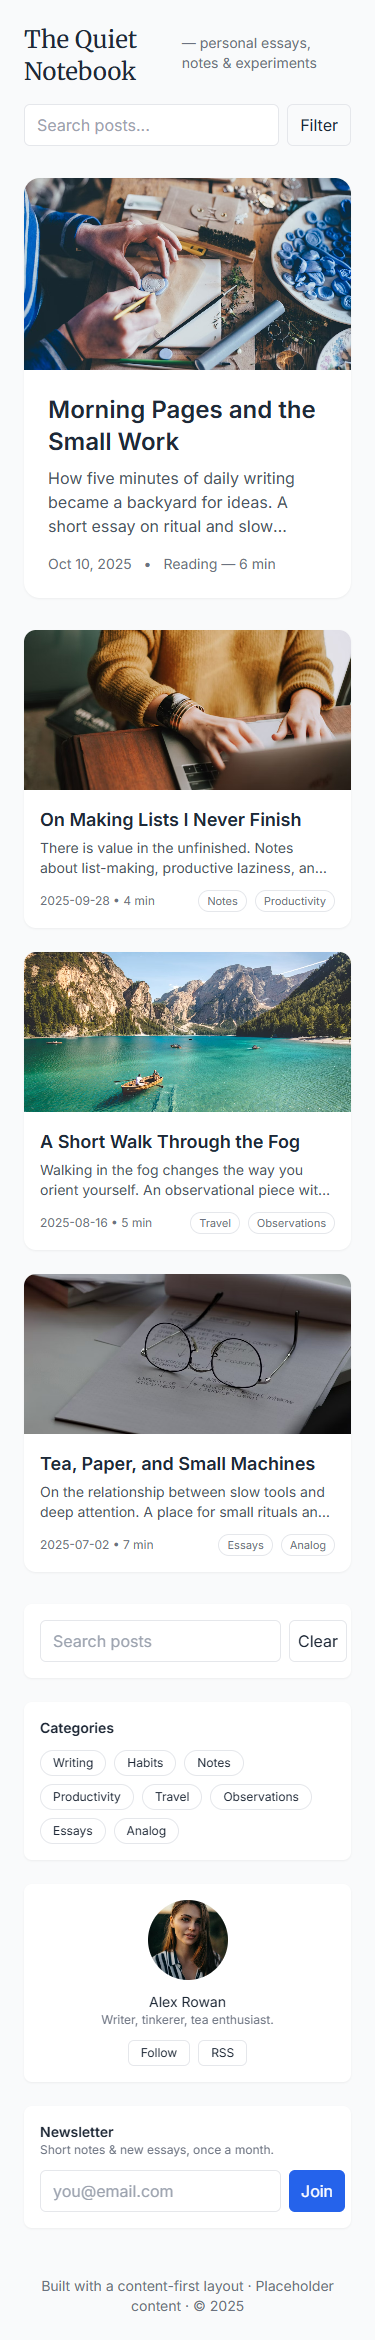 The Quiet
Notebook
— personal essays,
notes & experiments
Search posts...
Filter
Morning Pages and the
Small Work
How five minutes of daily writing
became a backyard for ideas. A
short essay on ritual and slow...
Oct 10, 2025 • Reading — 6 min
On Making Lists I Never Finish
There is value in the unfinished. Notes
about list-making, productive laziness, an...
2025-09-28 • 4 min
Notes
Productivity
A Short Walk Through the Fog
Walking in the fog changes the way you
orient yourself. An observational piece wit...
2025-08-16 • 5 min
Travel
Observations
Tea, Paper, and Small Machines
On the relationship between slow tools and
deep attention. A place for small rituals an...
2025-07-02 • 7 min
Essays
Analog
Search posts
Clear
Categories
Writing
Habits
Notes
Productivity
Travel
Observations
Essays
Analog
Alex Rowan
Writer, tinkerer, tea enthusiast.
Follow
RSS
Newsletter
Short notes & new essays, once a month.
you@email.com
Join
Built with a content-first layout · Placeholder
content · © 2025